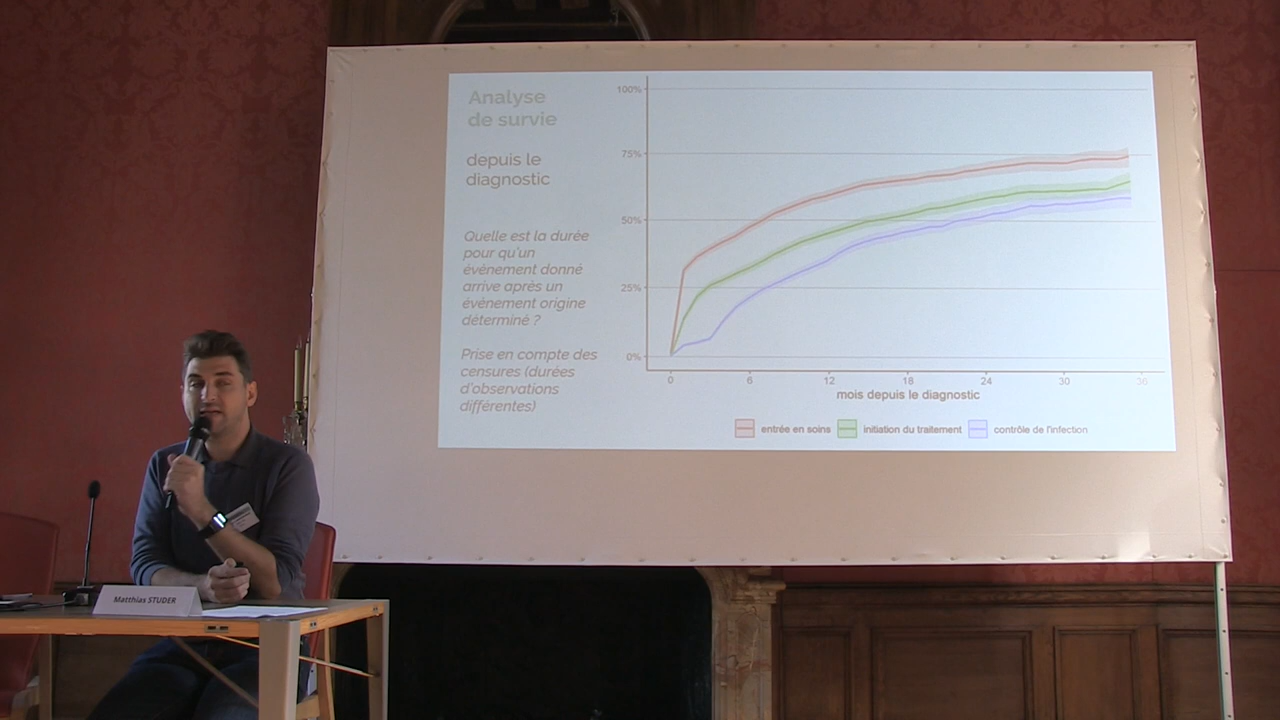 Analyse
de survie
depuis le
diagnostic
Quelle est la durée
pour qu'un
évènement donné
arrive après un
évènement origine
déterminé ?
Prise en compte des
censures (durées
d'observations
différentes)
100%
75%
50%
25%
0%
0 6 12 18 24 30 36
mois depuis le diagnostic
entrée en soins initiation du traitement contrôle de l'infection
Matthias STUDER